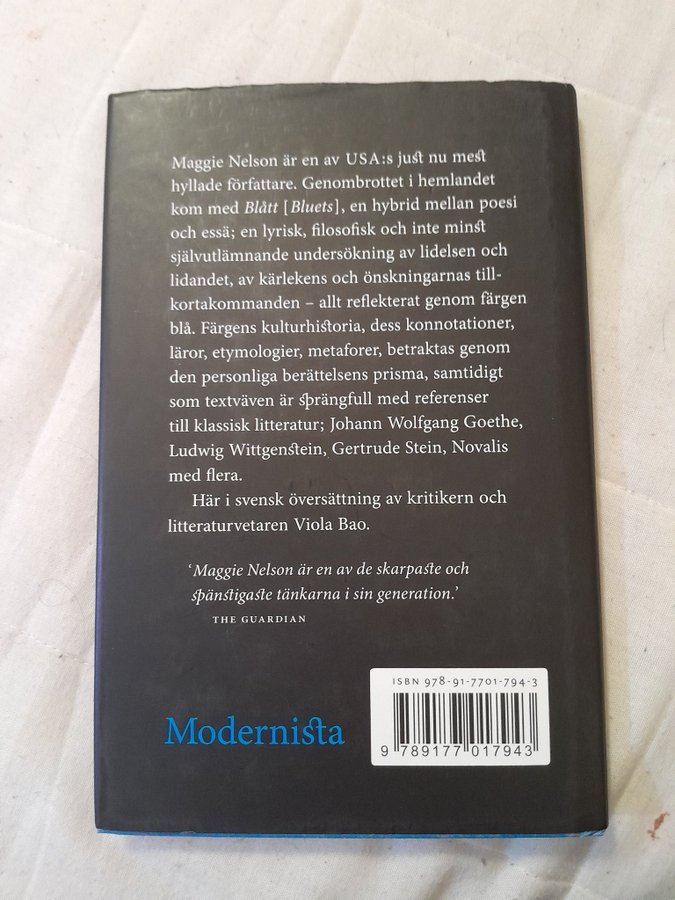 Maggie Nelson är en av USA:s just nu mest
hyllade författare. Genombrottet i hemlandet
kom med Blått [Bluets], en hybrid mellan poesi
och essä; en lyrisk, filosofisk och inte minst
självutlämnande undersökning av lidelsen och
lidandet, av kärlekens och önskningarnas till-
kortakommanden – allt reflekterat genom färgen
blå. Färgens kulturhistoria, dess konnotationer,
läror, etymologier, metaforer, betraktas genom
den personliga berättelsens prisma, samtidigt
som textväven är sprängfull med referenser
till klassisk litteratur; Johann Wolfgang Goethe,
Ludwig Wittgenstein, Gertrude Stein, Novalis
med flera.
Här i svensk översättning av kritikern och
litteraturvetaren Viola Bao.
‘Maggie Nelson är en av de skarpaste och
spänstigaste tänkarna i sin generation.’
THE GUARDIAN
ISBN 978-91-7701-794-3
9 789177 017943
Modernista